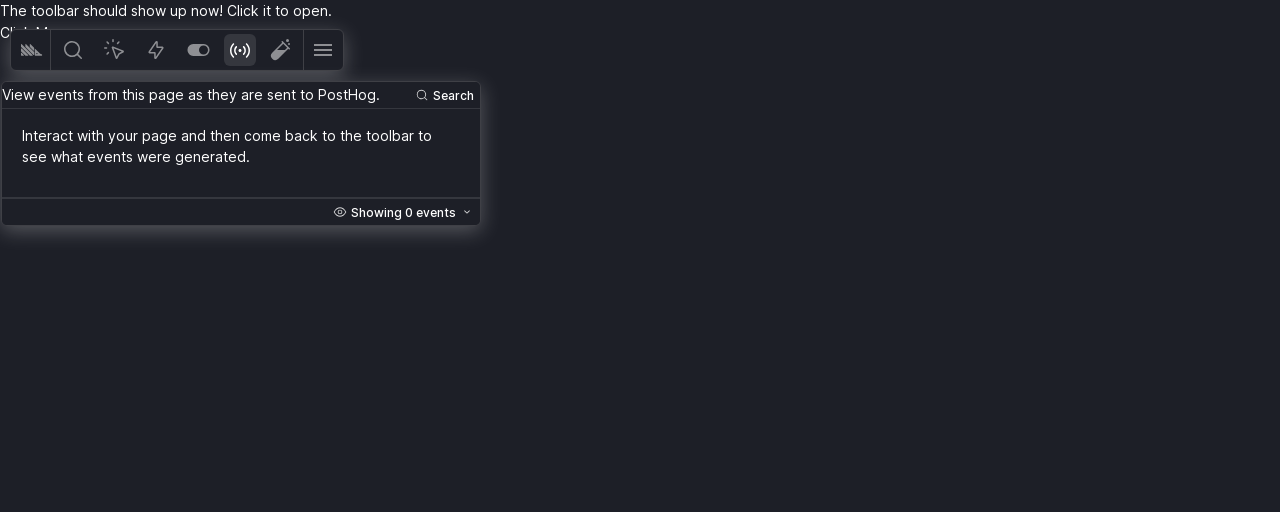 The toolbar should show up now! Click it to open.
View events from this page as they are sent to PostHog.
Search
Interact with your page and then come back to the toolbar to
see what events were generated.
Showing 0 events